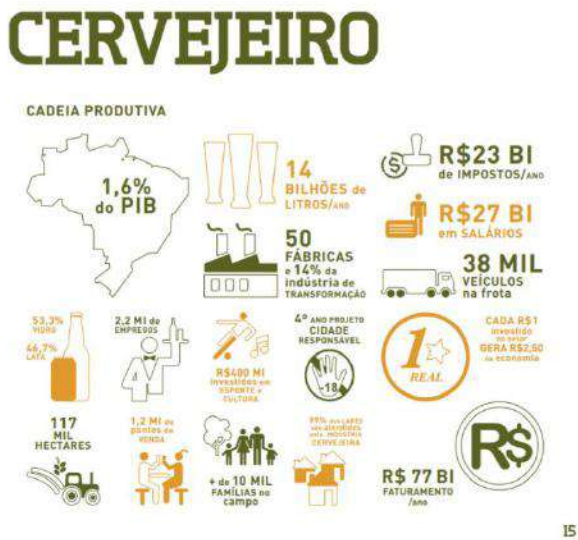 CERVEJEIRO
CADEIA PRODUTIVA
1,6%
do PIB
14
BILHÕES de
LITROS/ANO
R$23 BI
de IMPOSTOS/ANO
R$27 BI
em SALÁRIOS
50
FÁBRICAS
e 14% da
indústria de
TRANSFORMAÇÃO
38 MIL
VEÍCULOS
na frota
53,3%
VIDRO
46,7%
LATA
2,2 MI de
EMPREGOS
R$400 MI
investidos em
ESPORTE e
CULTURA
4º ANO PROJETO
CIDADE
RESPONSÁVEL
-18
1
REAL
CADA R$1
investido
no setor
GERA R$2,50
na economia
117
MIL
HECTARES
1,2 MI de
pontos de
VENDA
+ de 10 MIL
FAMÍLIAS no
campo
99% dos LARES
são atendidos
pela INDÚSTRIA
CERVEJEIRA
R$ 77 BI
FATURAMENTO
/ano
R$
15